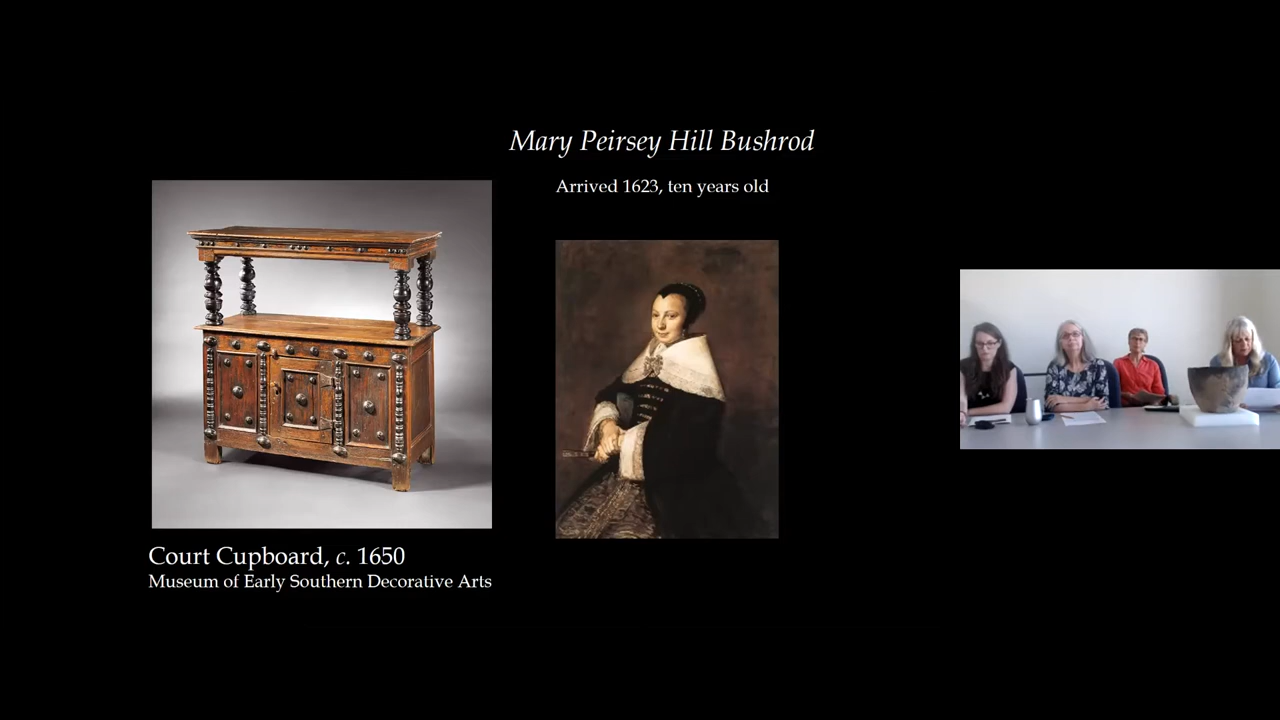 Mary Peirsey Hill Bushrod
Arrived 1623, ten years old
Court Cupboard, c. 1650
Museum of Early Southern Decorative Arts